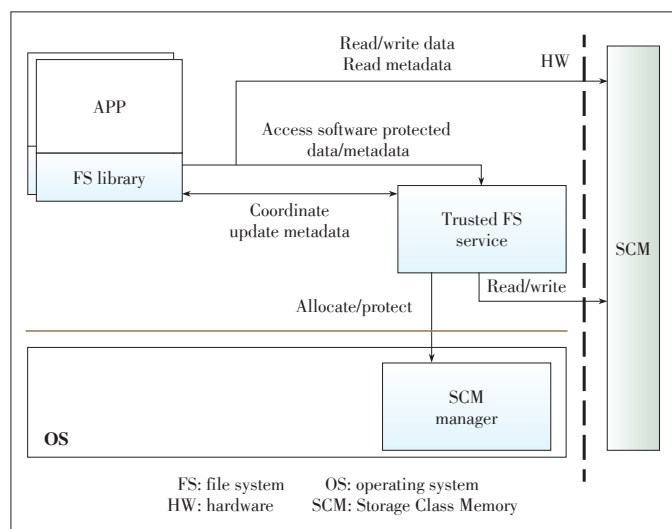 Read/write data
Read metadata
HW
APP
Access software protected
data/metadata
FS library
Coordinate
update metadata
Trusted FS
service
SCM
Read/write
Allocate/protect
SCM
manager
OS
FS: file system OS: operating system
HW: hardware SCM: Storage Class Memory